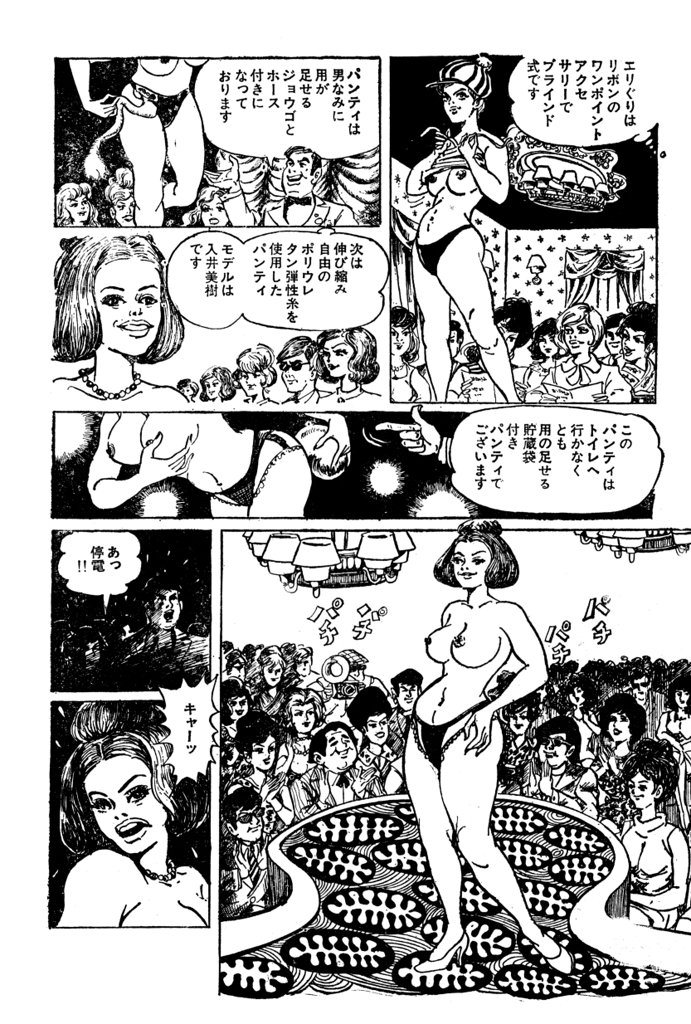 エリぐりは
リボンの
ワンポイント
アクセ
サリーで
ブラインド
式です
パンティは
男なみに
用が
足せる
ジョウゴと
ホース
付きに
なって
おります
次は
伸び縮み
自由の
ポリウレ
タン弾性糸を
使用した
パンティ
モデルは
入井美樹
です
この
パンティは
トイレへ
行かなく
とも
用の足せる
貯蔵袋
付き
パンティで
ございます
パチ
パチ
パチ
パチ
あっ
停電
!!
キャーッ